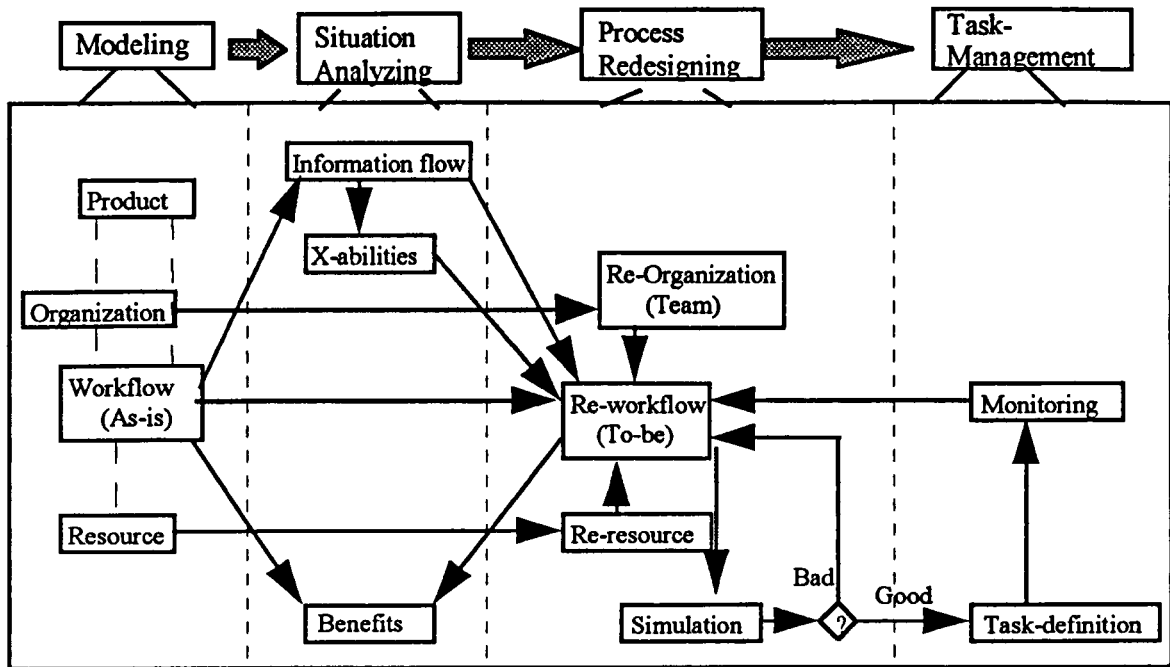 Modeling
Situation
Analyzing
Process
Redesigning
Task-
Management
Information flow
Product
X-abilities
Re-Organization
(Team)
Organization
Workflow
(As-is)
Re-workflow
(To-be)
Monitoring
Resource
Re-resource
Bad
Good
Benefits
Simulation
?
Task-definition